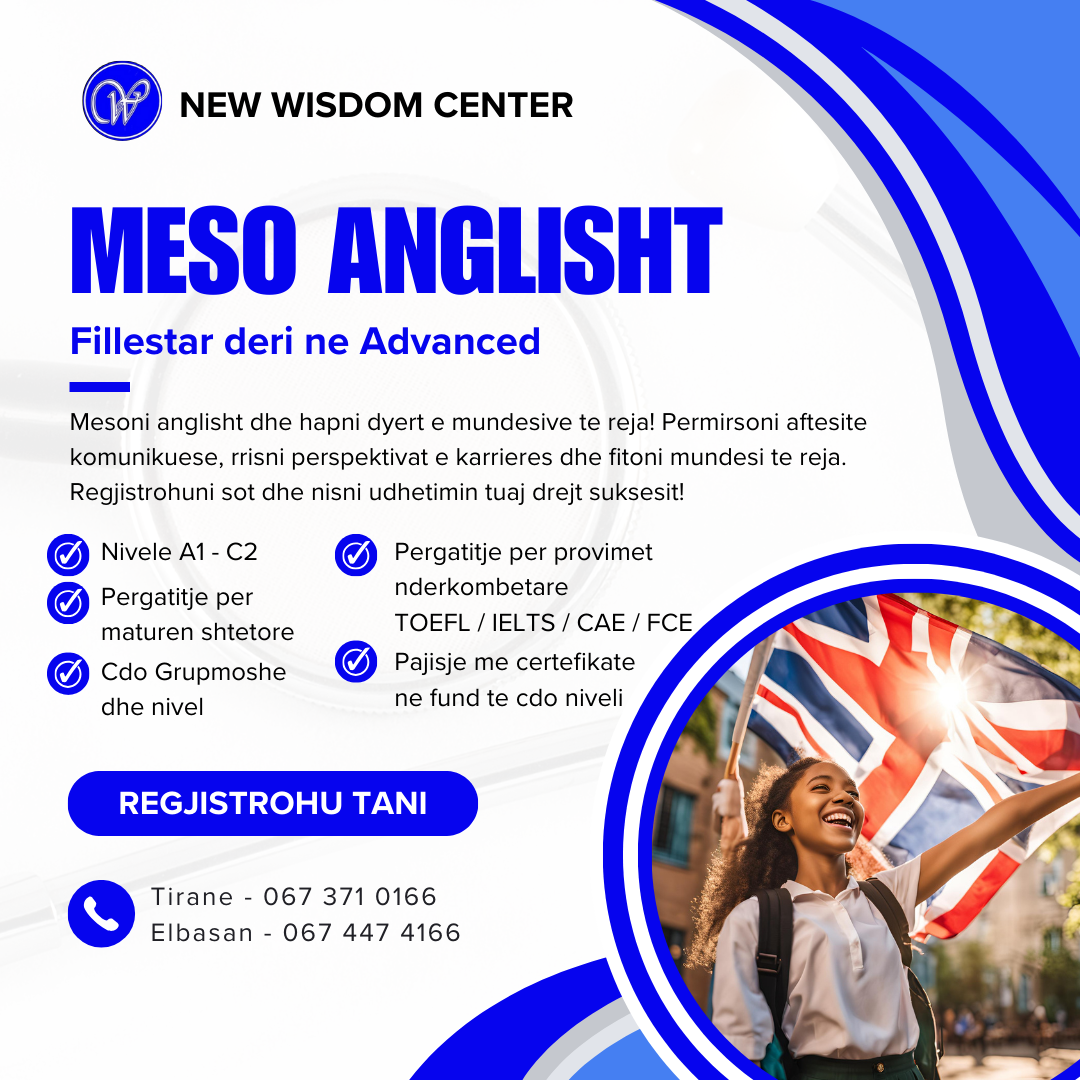 NEW WISDOM CENTER
MESO ANGLISHT
Fillestar deri ne Advanced
Mesoni anglisht dhe hapni dyert e mundesive te reja! Permirsoni aftesite
komunikuese, rrisni perspektivat e karrieres dhe fitoni mundesi te reja.
Regjistrohuni sot dhe nisni udhetimin tuaj drejt suksesit!
Nivele A1 - C2
Pergatitje per
maturen shtetore
Cdo Grupmoshe
dhe nivel
Pergatitje per provimet
nderkombetare
TOEFL / IELTS / CAE / FCE
Pajisje me certefikate
ne fund te cdo niveli
REGJISTROHU TANI
Tirane - 067 371 0166
Elbasan - 067 447 4166